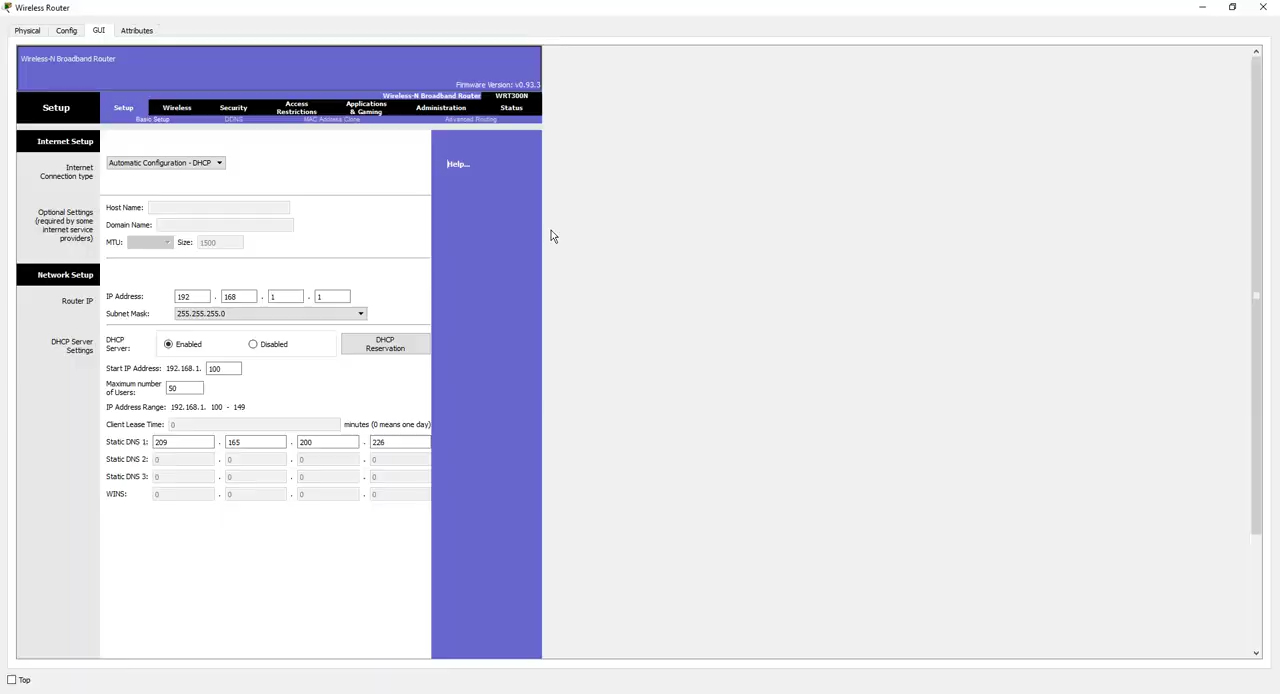 Wireless Router
Physical Config GUI Attributes
Wireless-N Broadband Router
Firmware Version: v0.93.3
Wireless-N Broadband Router WRT300N
Setup
Setup Wireless Security Access Restrictions Applications & Gaming Administration Status
Basic Setup DDNS MAC Address Clone Advanced Routing
Internet Setup
Internet Connection type
Automatic Configuration - DHCP
Help...
Optional Settings (required by some internet service providers)
Host Name:
Domain Name:
MTU: Size: 1500
Network Setup
Router IP
IP Address: 192 . 168 . 1 . 1
Subnet Mask: 255.255.255.0
DHCP Server Settings
DHCP Server: Enabled Disabled DHCP Reservation
Start IP Address: 192.168.1. 100
Maximum number of Users: 50
IP Address Range: 192.168.1. 100 - 149
Client Lease Time: 0 minutes (0 means one day)
Static DNS 1: 209 . 165 . 200 . 226
Static DNS 2: 0 . 0 . 0 . 0
Static DNS 3: 0 . 0 . 0 . 0
WINS: 0 . 0 . 0 . 0
Top